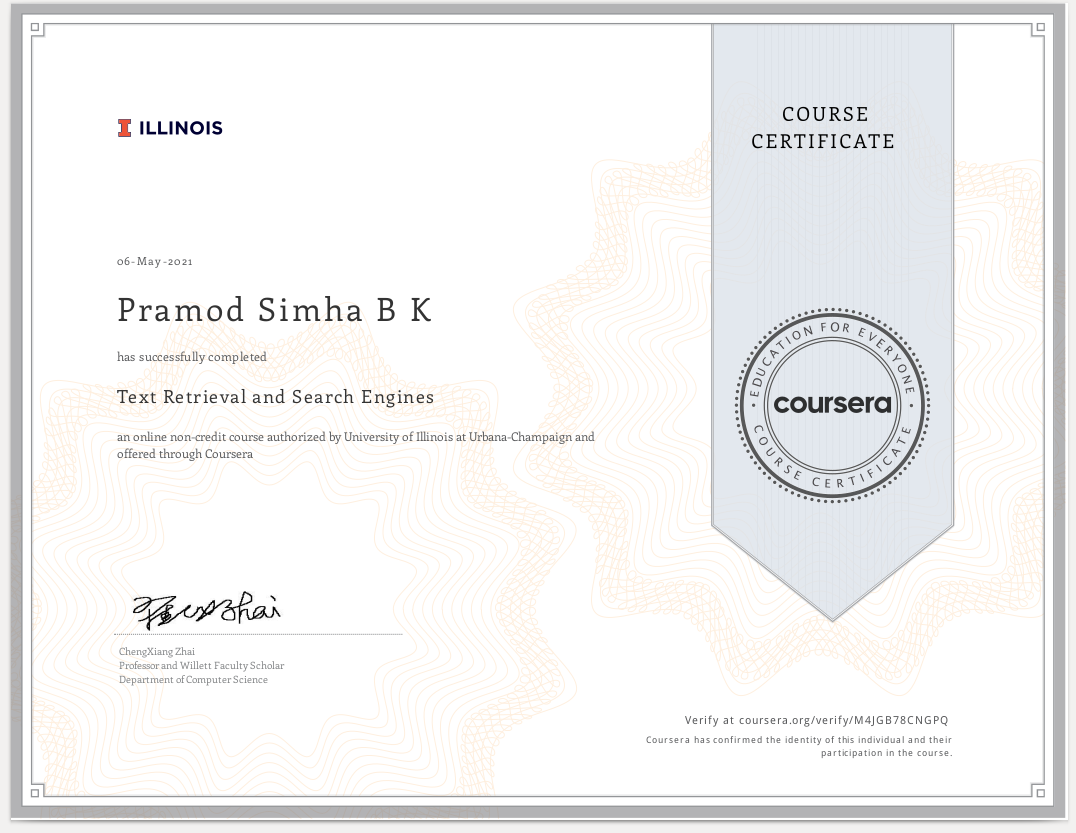 ILLINOIS
COURSE
CERTIFICATE
06-May-2021
Pramod Simha B K
has successfully completed
Text Retrieval and Search Engines
an online non-credit course authorized by University of Illinois at Urbana-Champaign and
offered through Coursera
EDUCATION FOR EVERYONE
coursera
COURSE CERTIFICATE
ChengXiang Zhai
Professor and Willett Faculty Scholar
Department of Computer Science
Verify at coursera.org/verify/M4JGB78CNGPQ
Coursera has confirmed the identity of this individual and their
participation in the course.